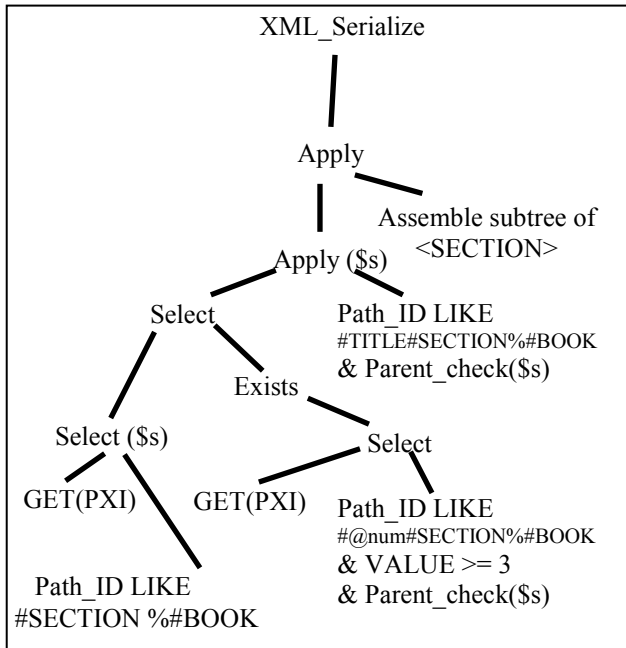 XML_Serialize
Apply
Assemble subtree of
<SECTION>
Apply ($s)
Path_ID LIKE
#TITLE#SECTION%#BOOK
& Parent_check($s)
Select
Exists
Select ($s)
Select
GET(PXI)
GET(PXI)
Path_ID LIKE
#@num#SECTION%#BOOK
& VALUE >= 3
& Parent_check($s)
Path_ID LIKE
#SECTION %#BOOK